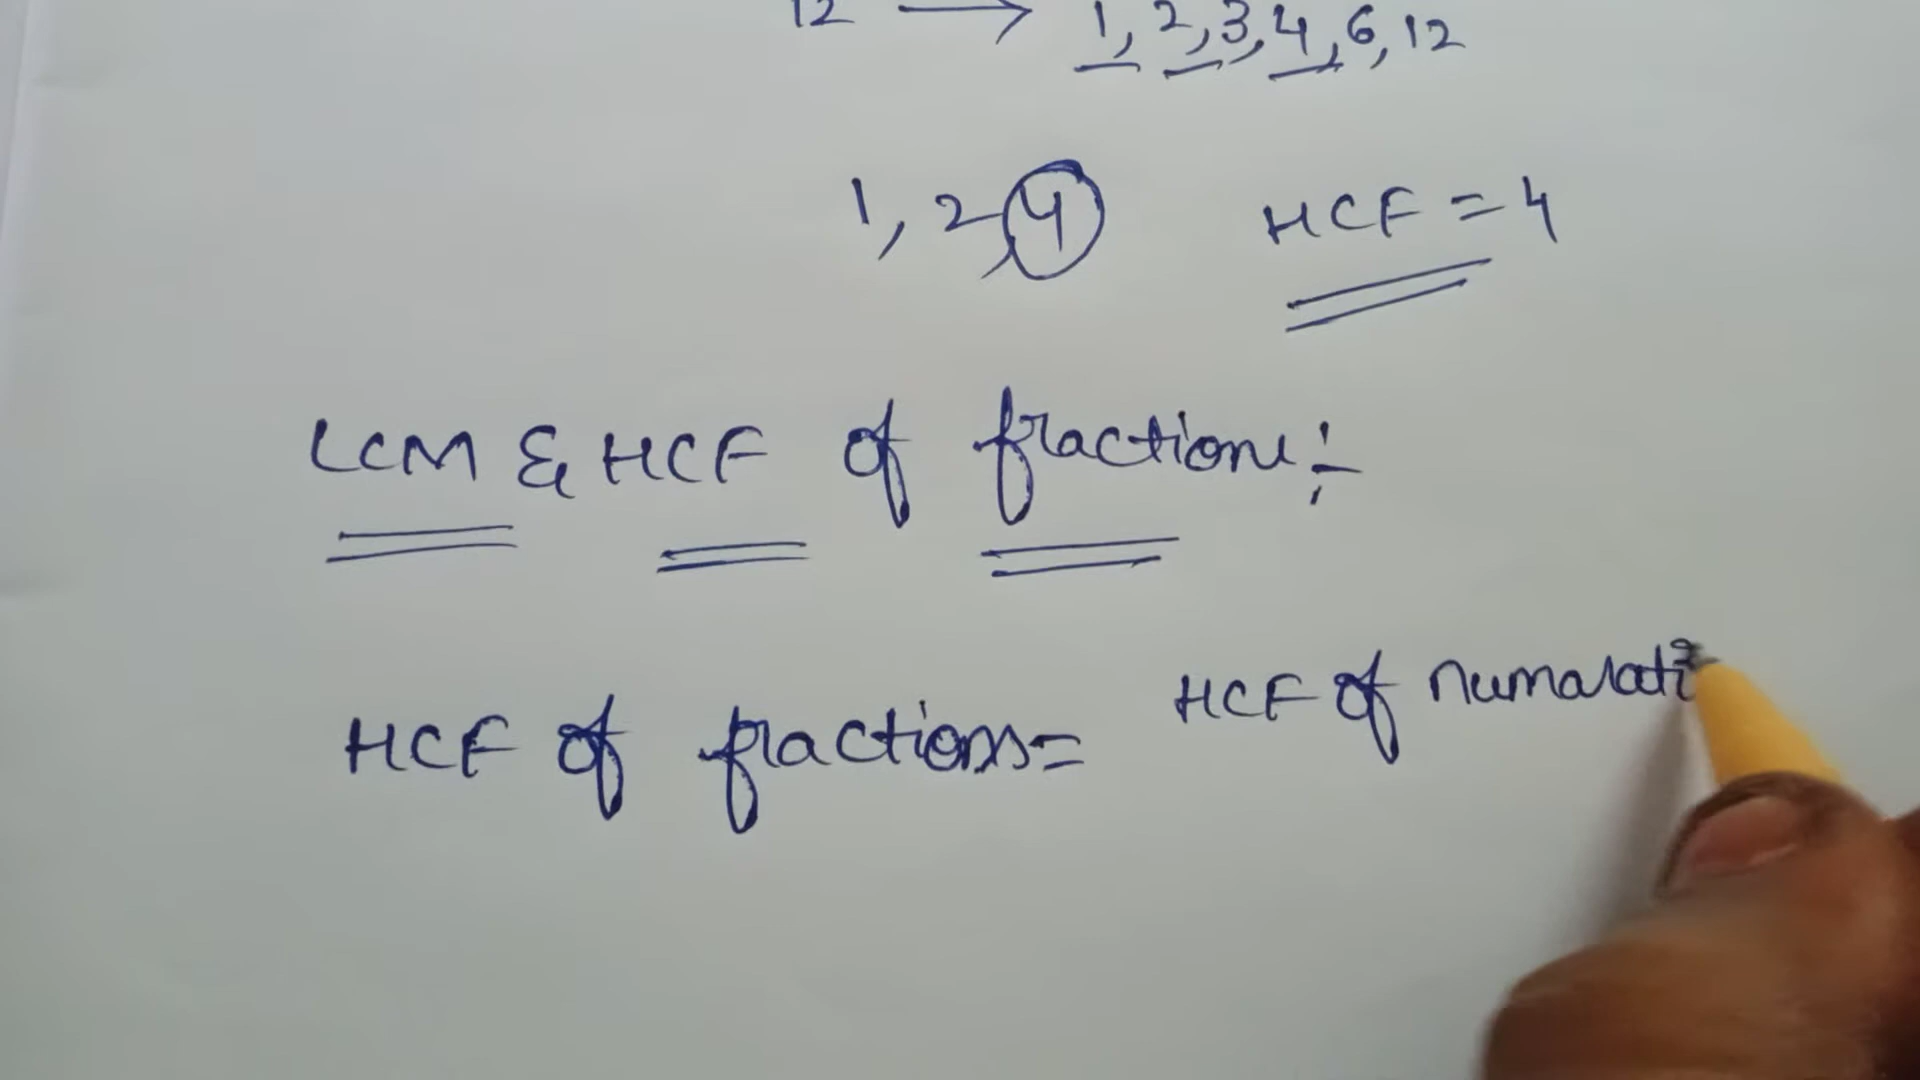 12 → 1, 2, 3, 4, 6, 12
1, 2, 4 HCF = 4
LCM & HCF of fractions :-
HCF of fractions = HCF of numarat